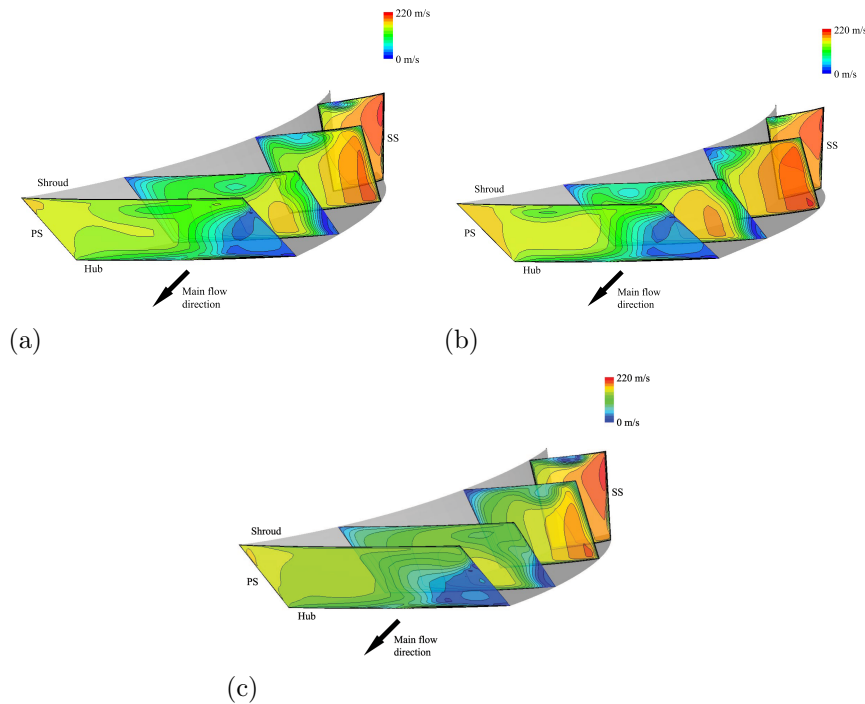 220 m/s
0 m/s
SS
Shroud
PS
Hub
Main flow
direction
(a)
220 m/s
0 m/s
SS
Shroud
PS
Hub
Main flow
direction
(b)
220 m/s
0 m/s
SS
Shroud
PS
Hub
Main flow
direction
(c)